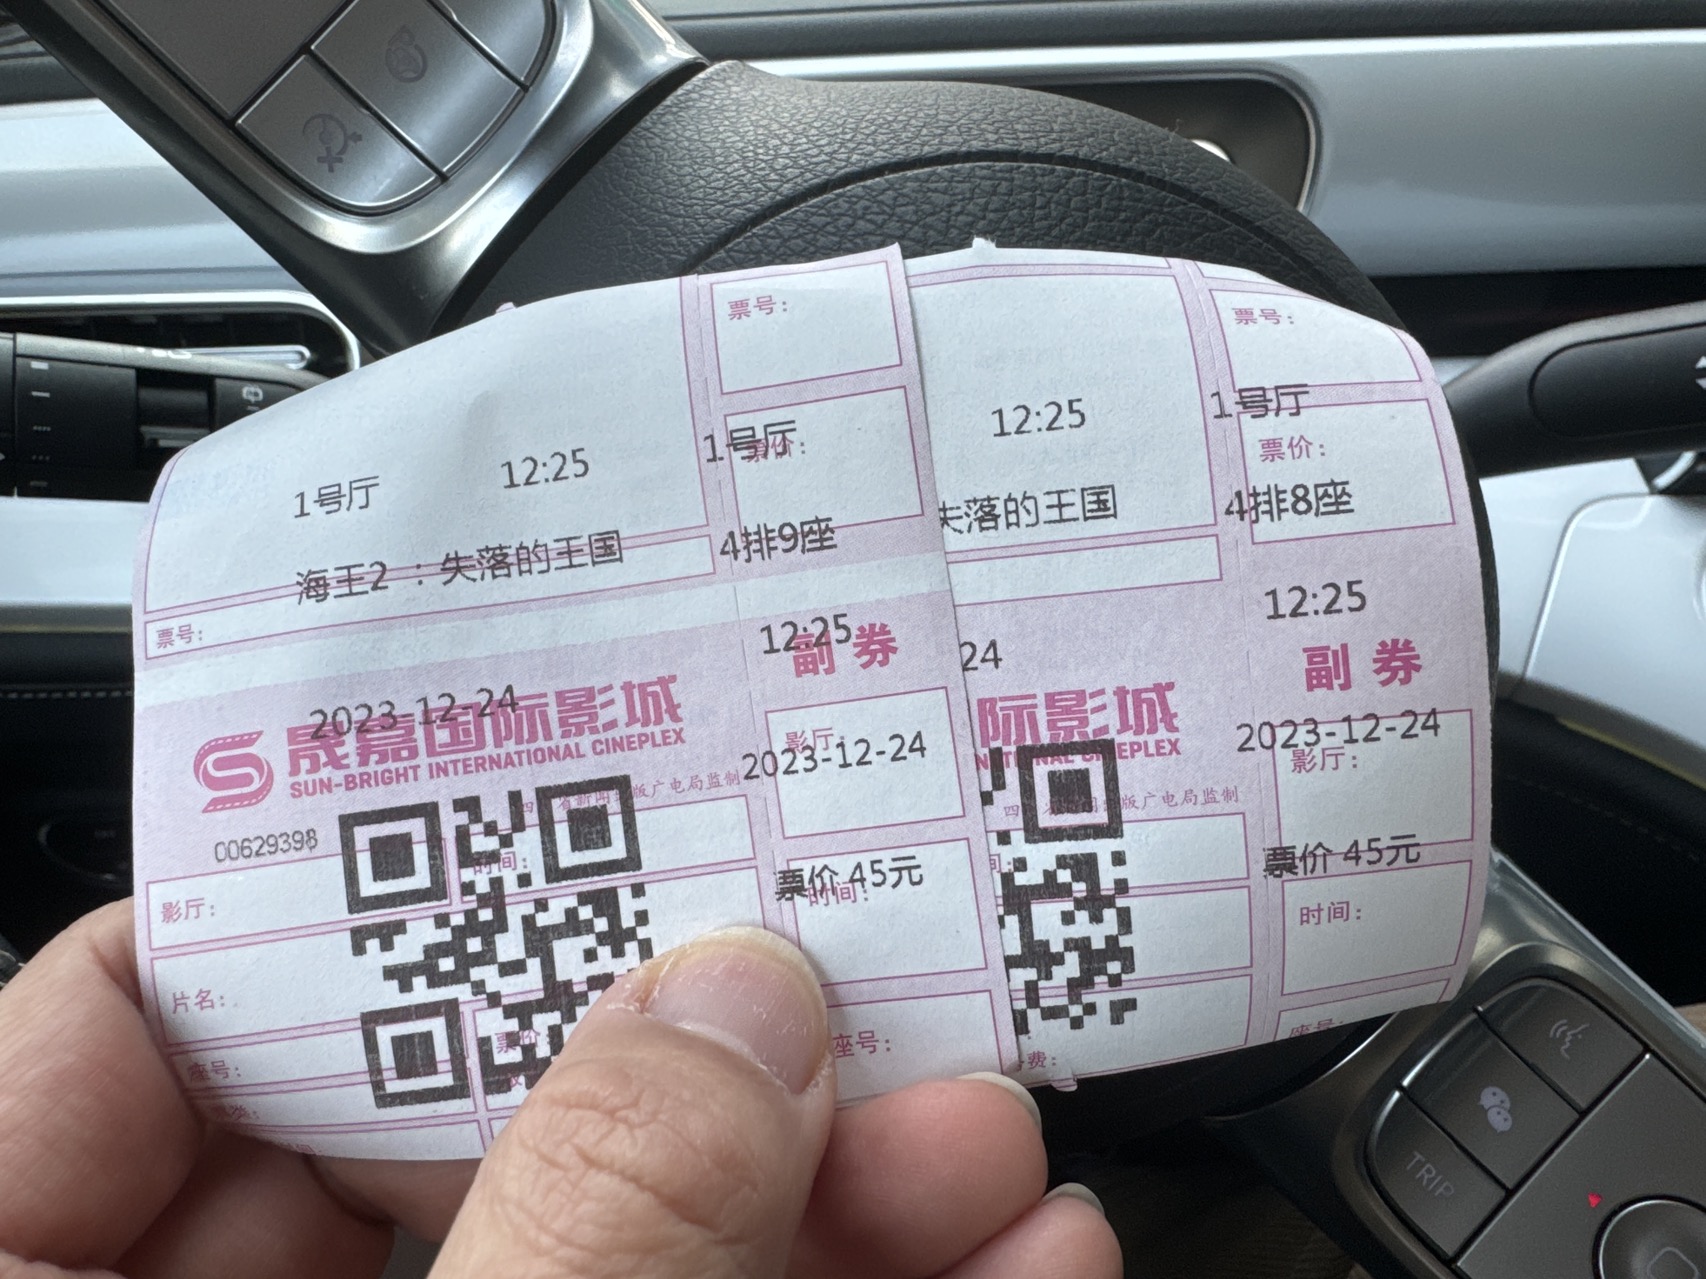 票号:
1号厅
12:25
1号厅
票价:
海王2 : 失落的王国
4排9座
票号:
12:25
副 券
2023-12-24
晟嘉国际影城
SUN-BRIGHT INTERNATIONAL CINEPLEX
影厅:
2023-12-24
00629398
时间:
票价 45元
时间:
影厅:
片名:
座号:
票价
座号:
票号:
12:25
1号厅
票价:
失落的王国
4排8座
12:25
24
副 券
际影城
CINEPLEX
2023-12-24
影厅:
版广电局监制
票价 45元
时间:
座号:
费:
TRIP